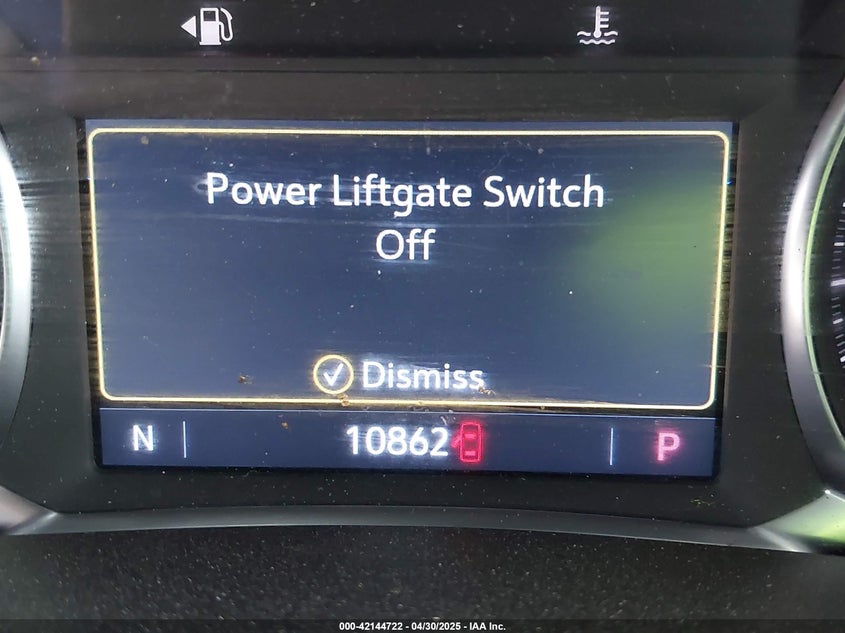 Power Liftgate Switch
Off
Dismiss
N 10862 P
000-42144722 - 04/30/2025 - IAA Inc.